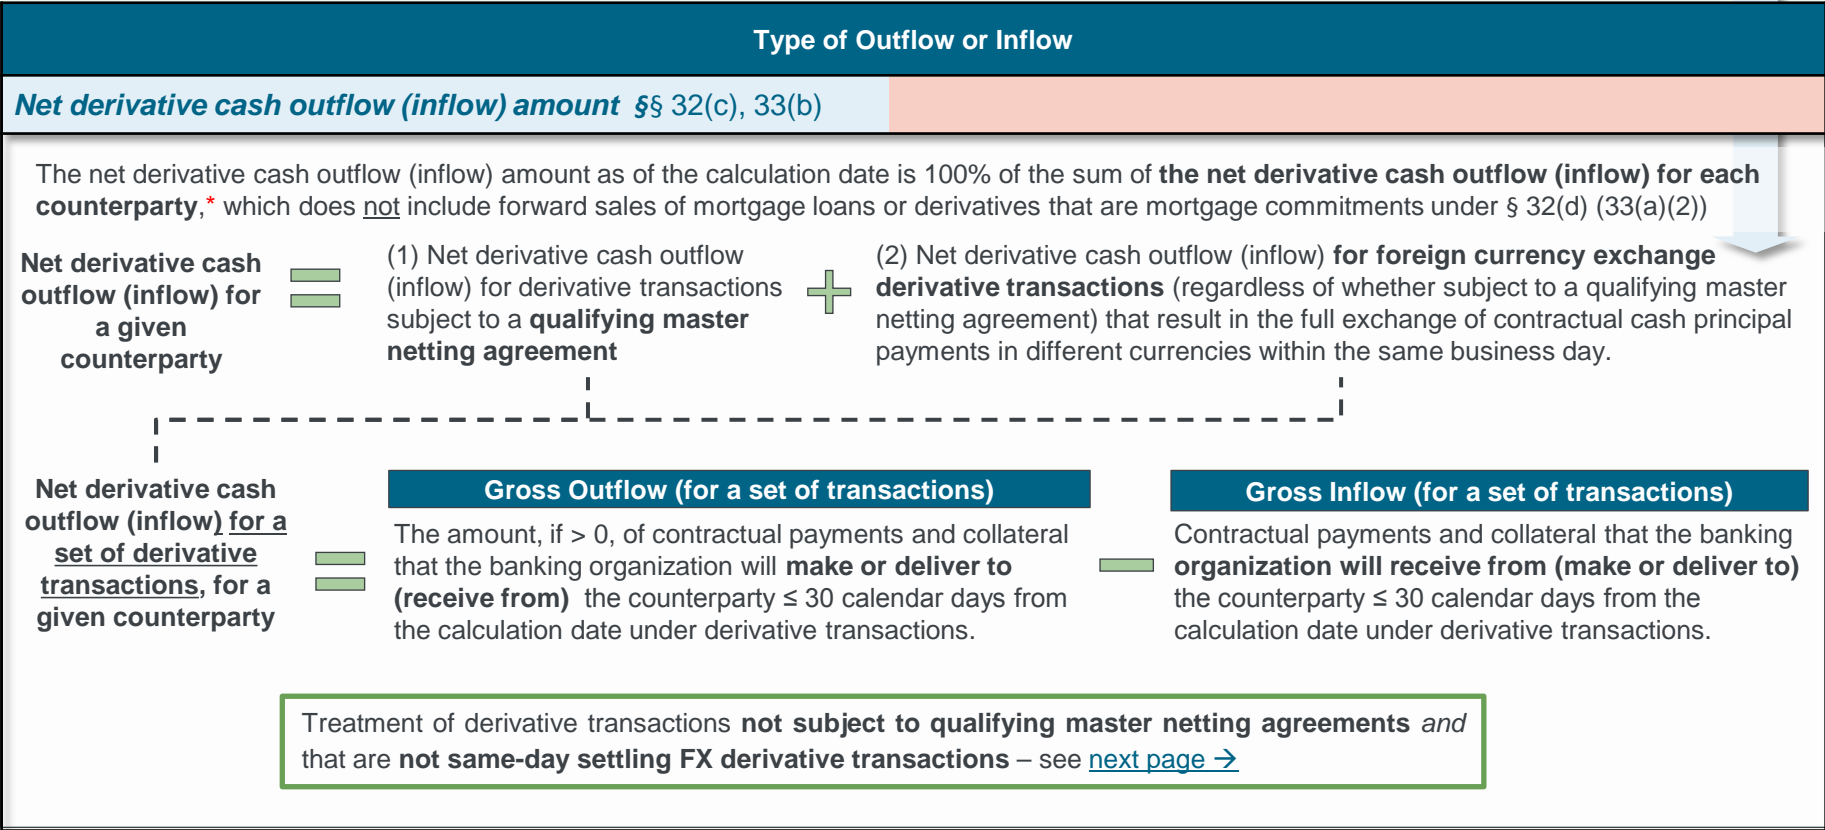 Type of Outflow or Inflow
Net derivative cash outflow (inflow) amount §§ 32(c), 33(b)
The net derivative cash outflow (inflow) amount as of the calculation date is 100% of the sum of the net derivative cash outflow (inflow) for each
counterparty,* which does not include forward sales of mortgage loans or derivatives that are mortgage commitments under § 32(d) (33(a)(2))
Net derivative cash
outflow (inflow) for
a given
counterparty
(1) Net derivative cash outflow
(inflow) for derivative transactions
subject to a qualifying master
netting agreement
(2) Net derivative cash outflow (inflow) for foreign currency exchange
derivative transactions (regardless of whether subject to a qualifying master
netting agreement) that result in the full exchange of contractual cash principal
payments in different currencies within the same business day.
Net derivative cash
outflow (inflow) for a
set of derivative
transactions, for a
given counterparty
Gross Outflow (for a set of transactions)
The amount, if > 0, of contractual payments and collateral
that the banking organization will make or deliver to
(receive from) the counterparty ≤ 30 calendar days from
the calculation date under derivative transactions.
Gross Inflow (for a set of transactions)
Contractual payments and collateral that the banking
organization will receive from (make or deliver to)
the counterparty ≤ 30 calendar days from the
calculation date under derivative transactions.
Treatment of derivative transactions not subject to qualifying master netting agreements and
that are not same-day settling FX derivative transactions – see next page →